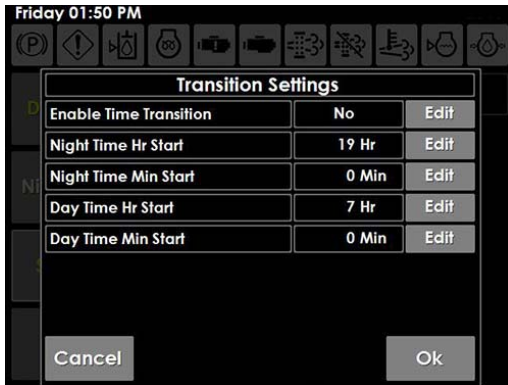 Friday 01:50 PM
(P)
Transition Settings
Enable Time Transition No Edit
Night Time Hr Start 19 Hr Edit
Night Time Min Start 0 Min Edit
Day Time Hr Start 7 Hr Edit
Day Time Min Start 0 Min Edit
Cancel Ok